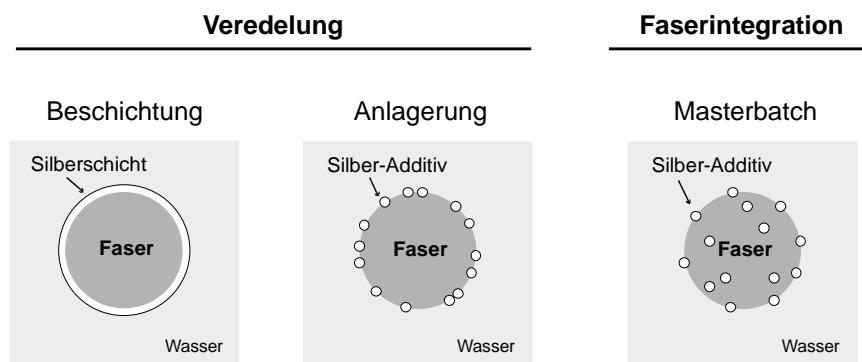 Veredelung
Faserintegration
Beschichtung
Anlagerung
Masterbatch
Silberschicht
Silber-Additiv
Silber-Additiv
Faser
Faser
Faser
Wasser
Wasser
Wasser